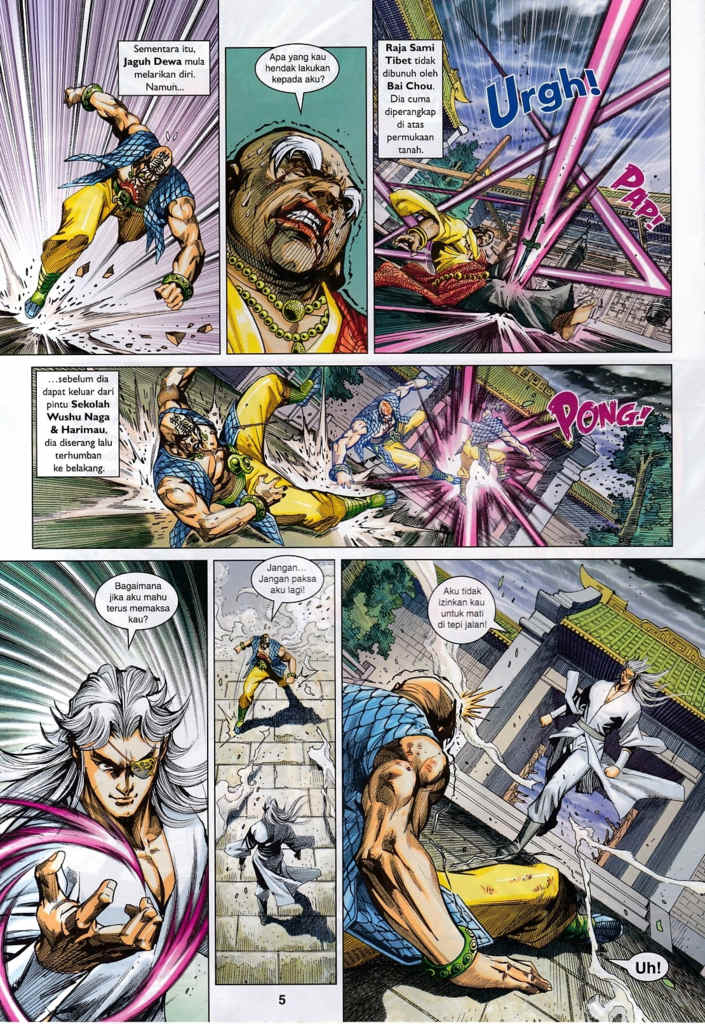 Sementara itu,
Jaguh Dewa mula
melarikan diri.
Namun...
Apa yang kau
hendak lakukan
kepada aku?
Raja Sami
Tibet tidak
dibunuh oleh
Bai Chou.
Dia cuma
diperangkap
di atas
permukaan
tanah.
Urgh!
PAP!
...sebelum dia
dapat keluar dari
pintu Sekolah
Wushu Naga
& Harimau,
dia diserang lalu
terhumban
ke belakang.
PONG!
Bagaimana
jika aku mahu
terus memaksa
kau?
Jangan...
Jangan paksa
aku lagi!
Aku tidak
izinkan kau
untuk mati
di tepi jalan!
Uh!
5